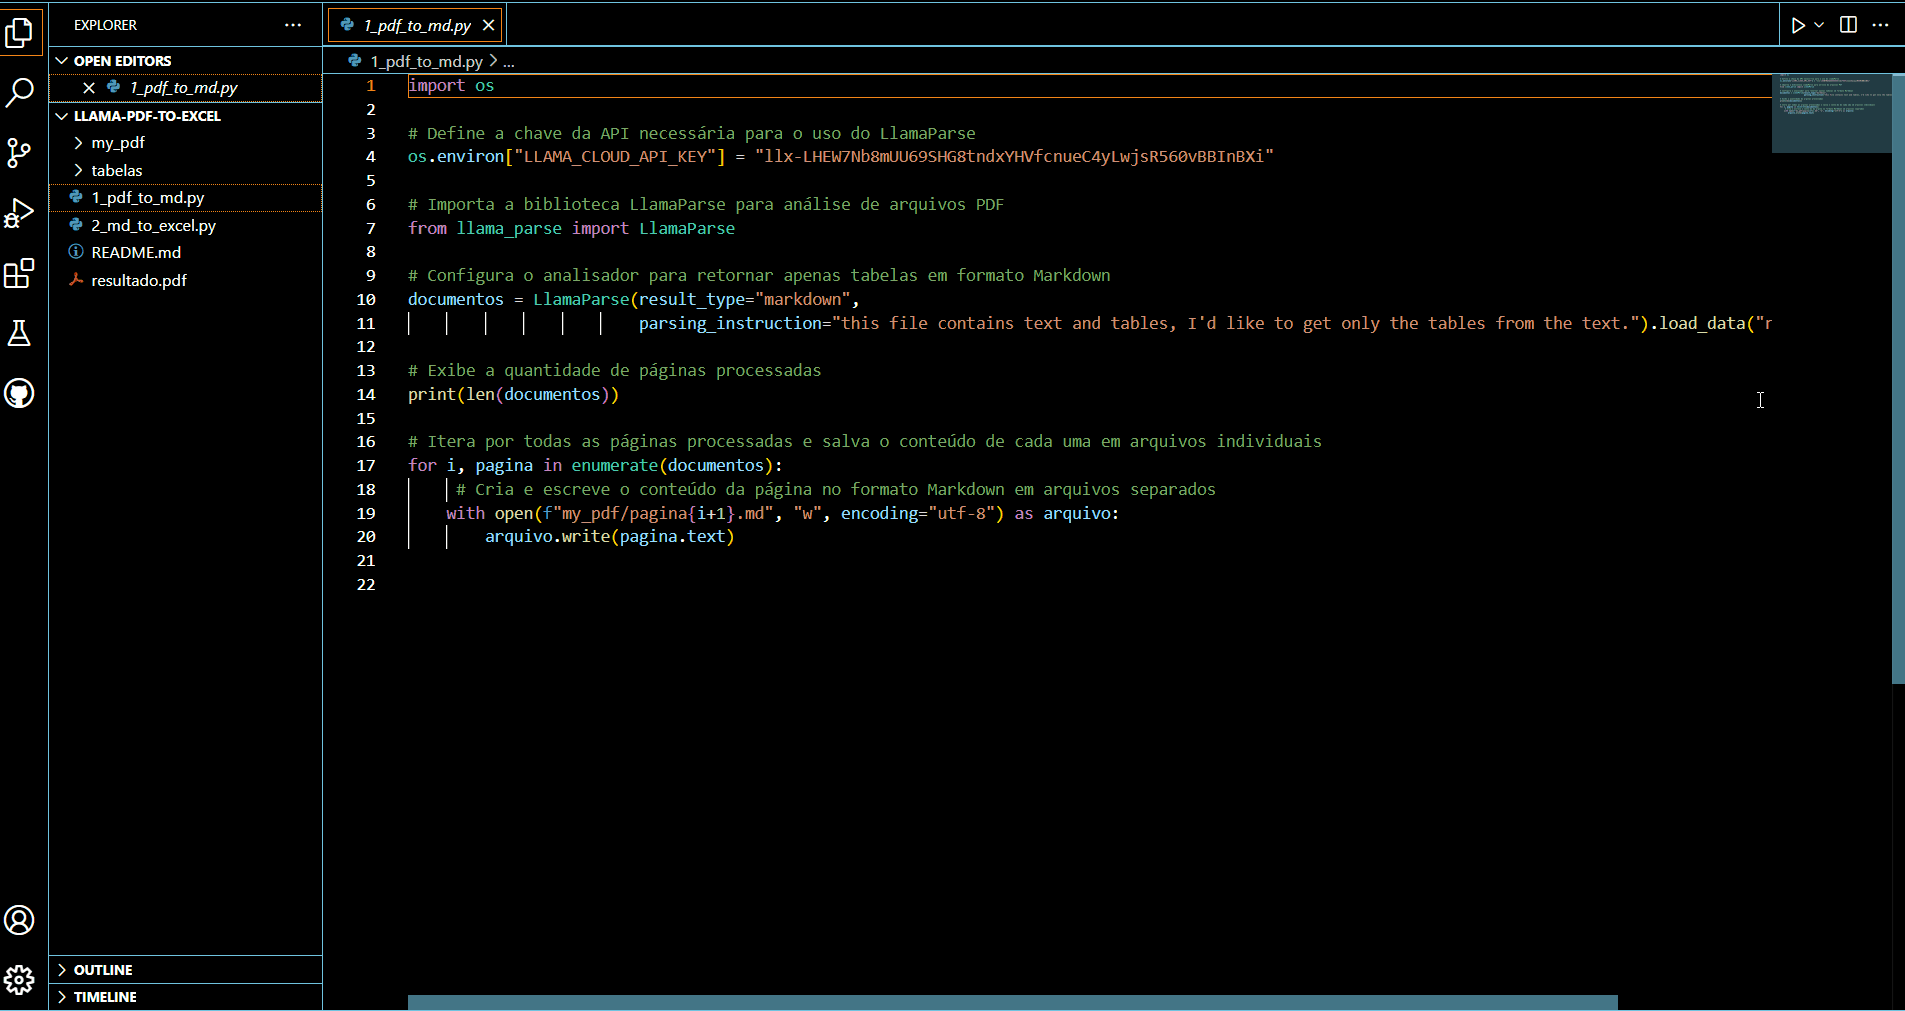 EXPLORER
OPEN EDITORS
1_pdf_to_md.py
LLAMA-PDF-TO-EXCEL
my_pdf
tabelas
1_pdf_to_md.py
2_md_to_excel.py
README.md
resultado.pdf
OUTLINE
TIMELINE
1_pdf_to_md.py
1_pdf_to_md.py > ...
1 import os
2
3 # Define a chave da API necessária para o uso do LlamaParse
4 os.environ["LLAMA_CLOUD_API_KEY"] = "llx-LHEW7Nb8mUU69SHG8tndxYHVfcnueC4yLwjsR560vBBInBXi"
5
6 # Importa a biblioteca LlamaParse para análise de arquivos PDF
7 from llama_parse import LlamaParse
8
9 # Configura o analisador para retornar apenas tabelas em formato Markdown
10 documentos = LlamaParse(result_type="markdown",
11 parsing_instruction="this file contains text and tables, I'd like to get only the tables from the text.").load_data("r
12
13 # Exibe a quantidade de páginas processadas
14 print(len(documentos))
15
16 # Itera por todas as páginas processadas e salva o conteúdo de cada uma em arquivos individuais
17 for i, pagina in enumerate(documentos):
18 # Cria e escreve o conteúdo da página no formato Markdown em arquivos separados
19 with open(f"my_pdf/pagina{i+1}.md", "w", encoding="utf-8") as arquivo:
20 arquivo.write(pagina.text)
21
22